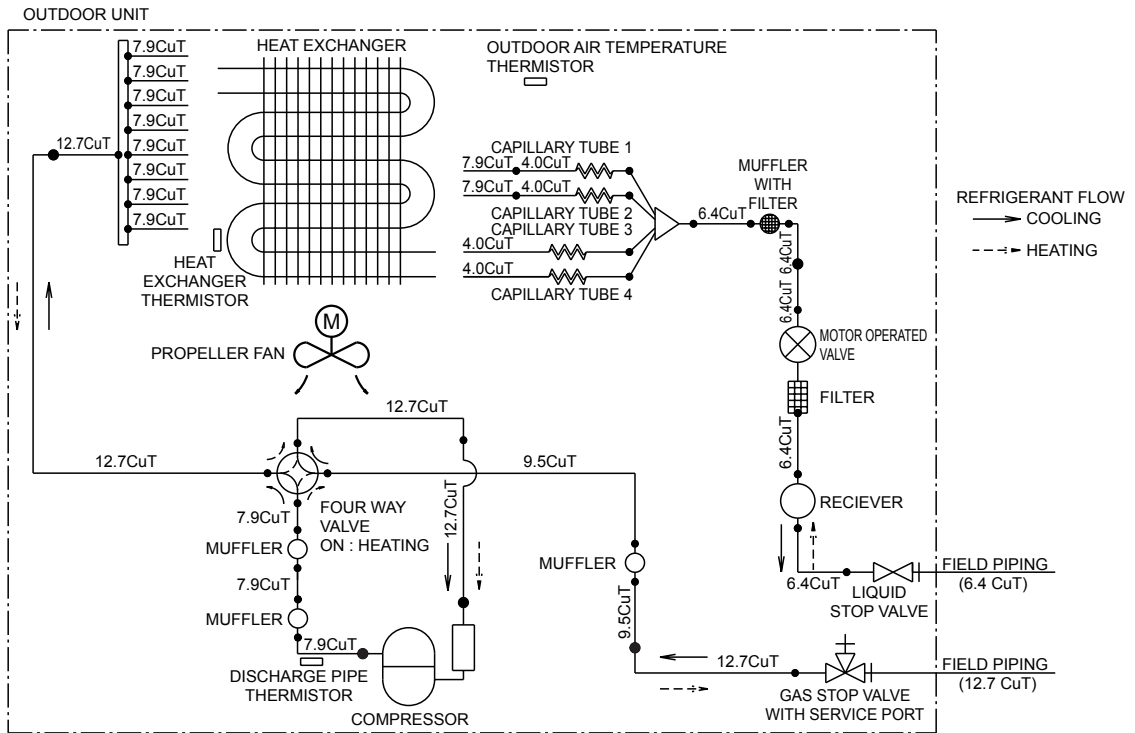 OUTDOOR UNIT
7.9CuT
7.9CuT
7.9CuT
7.9CuT
7.9CuT
7.9CuT
7.9CuT
7.9CuT
12.7CuT
HEAT EXCHANGER
HEAT
EXCHANGER
THERMISTOR
OUTDOOR AIR TEMPERATURE
THERMISTOR
CAPILLARY TUBE 1
7.9CuT 4.0CuT
7.9CuT 4.0CuT
CAPILLARY TUBE 2
CAPILLARY TUBE 3
4.0CuT
4.0CuT
CAPILLARY TUBE 4
6.4CuT
MUFFLER
WITH
FILTER
6.4CuT
6.4CuT
MOTOR OPERATED
VALVE
FILTER
6.4CuT
RECIEVER
6.4CuT
LIQUID
STOP VALVE
FIELD PIPING
(6.4 CuT)
REFRIGERANT FLOW
COOLING
HEATING
M
PROPELLER FAN
12.7CuT
12.7CuT
9.5CuT
12.7CuT
FOUR WAY
VALVE
ON : HEATING
7.9CuT
MUFFLER
7.9CuT
MUFFLER
7.9CuT
DISCHARGE PIPE
THERMISTOR
COMPRESSOR
MUFFLER
9.5CuT
12.7CuT
GAS STOP VALVE
WITH SERVICE PORT
FIELD PIPING
(12.7 CuT)